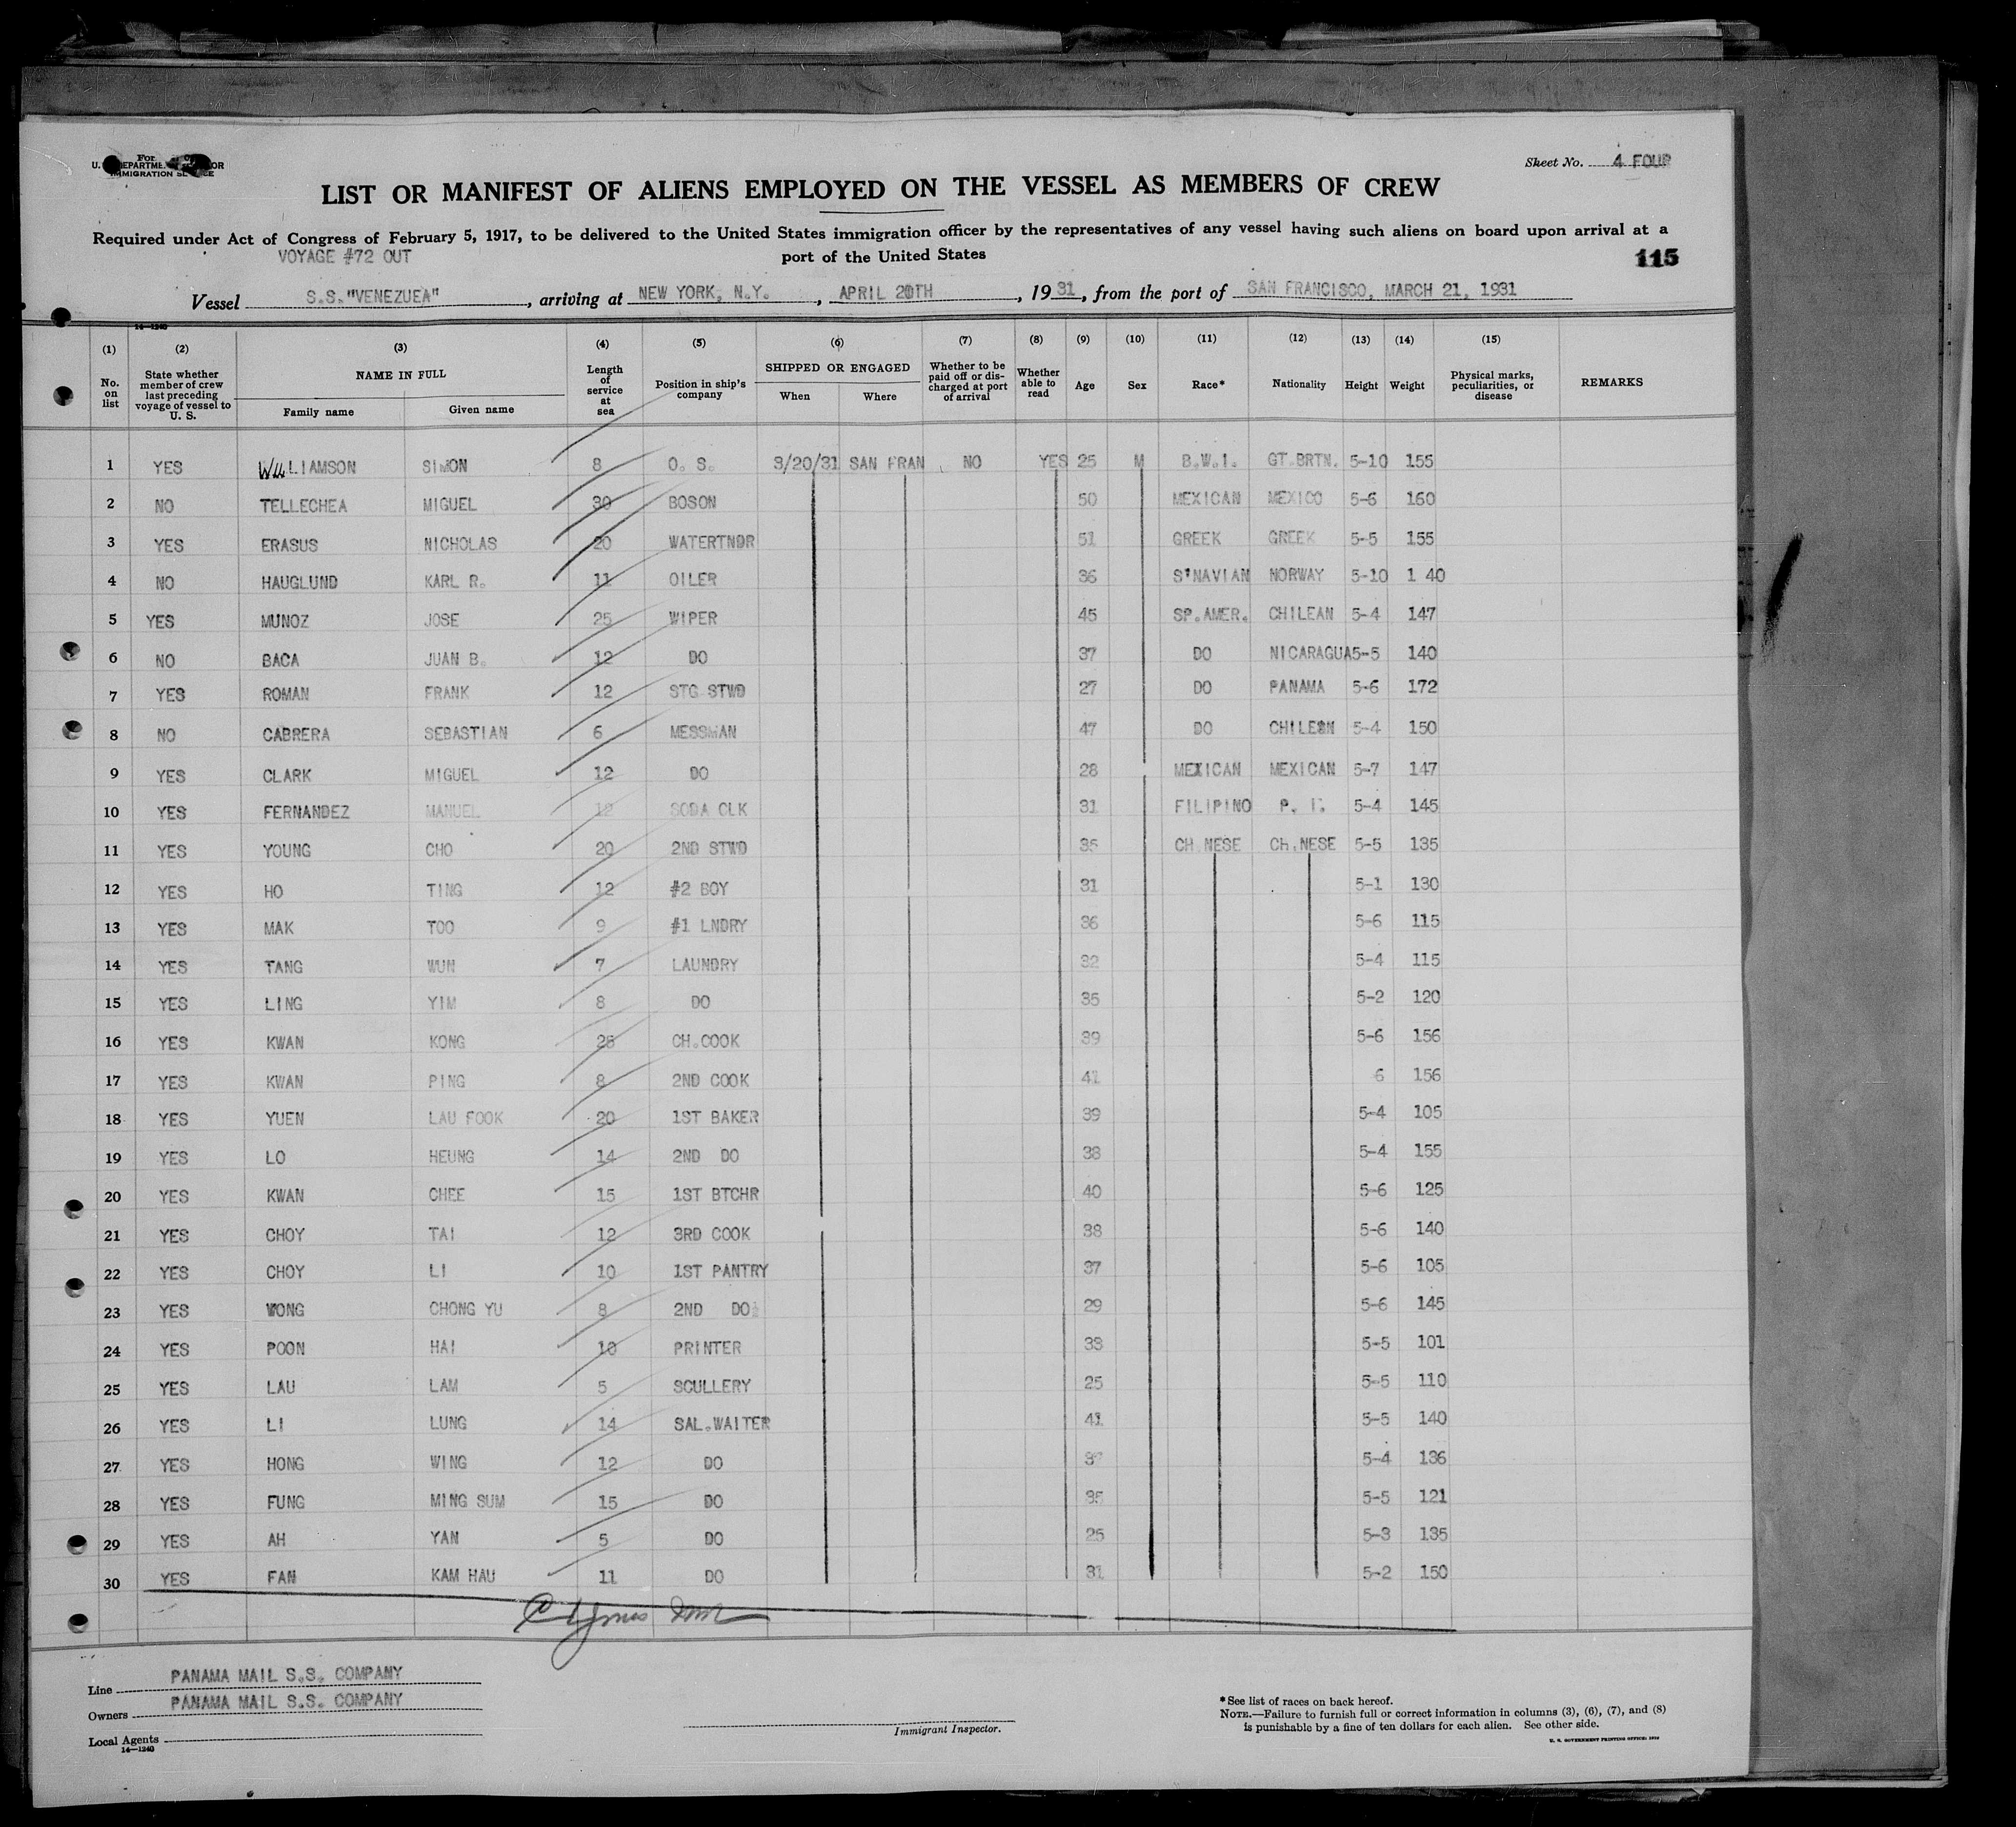 Sheet No. 4 FOUR
LIST OR MANIFEST OF ALIENS EMPLOYED ON THE VESSEL AS MEMBERS OF CREW
Required under Act of Congress of February 5, 1917, to be delivered to the United States immigration officer by the representatives of any vessel having such aliens on board upon arrival at a
VOYAGE #72 OUT port of the United States 115
Vessel S.S."VENEZUEA", arriving at NEW YORK, N.Y., APRIL 20TH, 1931, from the port of SAN FRANCISCO, MARCH 21, 1931
14—1240
(1) (2) (3) (4) (5) (6) (7) (8) (9) (10) (11) (12) (13) (14) (15)
No. on list State whether member of crew last preceding voyage of vessel to U. S. NAME IN FULL Family name Given name Length of service at sea Position in ship's company SHIPPED OR ENGAGED When Where Whether to be paid off or discharged at port of arrival Whether able to read Age Sex Race* Nationality Height Weight Physical marks, peculiarities, or disease REMARKS
1 YES WILLIAMSON SIMON 8 O. S. 3/20/31 SAN FRAN NO YES 25 M B.W.I. GT.BRTN. 5-10 155
2 NO TELLECHEA MIGUEL 30 BOSON 50 MEXICAN MEXICO 5-6 160
3 YES ERASUS NICHOLAS 20 WATERTNDR 51 GREEK GREEK 5-5 155
4 NO HAUGLUND KARL R. 11 OILER 36 S'NAVIAN NORWAY 5-10 1 40
5 YES MUNOZ JOSE 25 WIPER 45 SP.AMER. CHILEAN 5-4 147
6 NO BACA JUAN B. 12 DO 37 DO NICARAGUA 5-5 140
7 YES ROMAN FRANK 12 STG STWD 27 DO PANAMA 5-6 172
8 NO CABRERA SEBASTIAN 6 MESSMAN 47 DO CHILEAN 5-4 150
9 YES CLARK MIGUEL 12 DO 28 MEXICAN MEXICAN 5-7 147
10 YES FERNANDEZ MANUEL SODA CLK 31 FILIPINO P. I. 5-4 145
11 YES YOUNG CHO 20 2ND STWD 35 CH.NESE CH.NESE 5-5 135
12 YES HO TING 12 #2 BOY 31 5-1 130
13 YES MAK TOO 9 #1 LNDRY 36 5-6 115
14 YES TANG WUN 7 LAUNDRY 32 5-4 115
15 YES LING YIM 8 DO 35 5-2 120
16 YES KWAN KONG 25 CH.COOK 39 5-6 156
17 YES KWAN PING 8 2ND COOK 41 6 156
18 YES YUEN LAU FOOK 20 1ST BAKER 39 5-4 105
19 YES LO HEUNG 14 2ND DO 38 5-4 155
20 YES KWAN CHEE 15 1ST BTCHR 40 5-6 125
21 YES CHOY TAI 12 3RD COOK 38 5-6 140
22 YES CHOY LI 10 1ST PANTRY 37 5-6 105
23 YES WONG CHONG YU 8 2ND DO 29 5-6 145
24 YES POON HAI 10 PRINTER 33 5-5 101
25 YES LAU LAM 5 SCULLERY 25 5-5 110
26 YES LI LUNG 14 SAL.WAITER 41 5-5 140
27 YES HONG WING 12 DO 37 5-4 136
28 YES FUNG MING SUM 15 DO 35 5-5 121
29 YES AH YAN 5 DO 25 5-3 135
30 YES FAN KAM HAU 11 DO 31 5-2 150
Line PANAMA MAIL S.S. COMPANY
Owners PANAMA MAIL S.S. COMPANY
Local Agents
14—1240
Immigrant Inspector.
*See list of races on back hereof.
NOTE.—Failure to furnish full or correct information in columns (3), (6), (7), and (8)
is punishable by a fine of ten dollars for each alien. See other side.